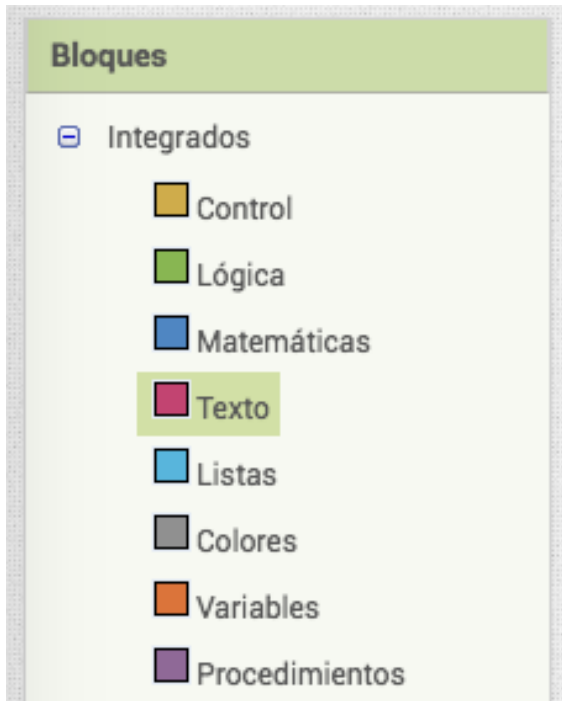 Bloques
Integrados
Control
Lógica
Matemáticas
Texto
Listas
Colores
Variables
Procedimientos